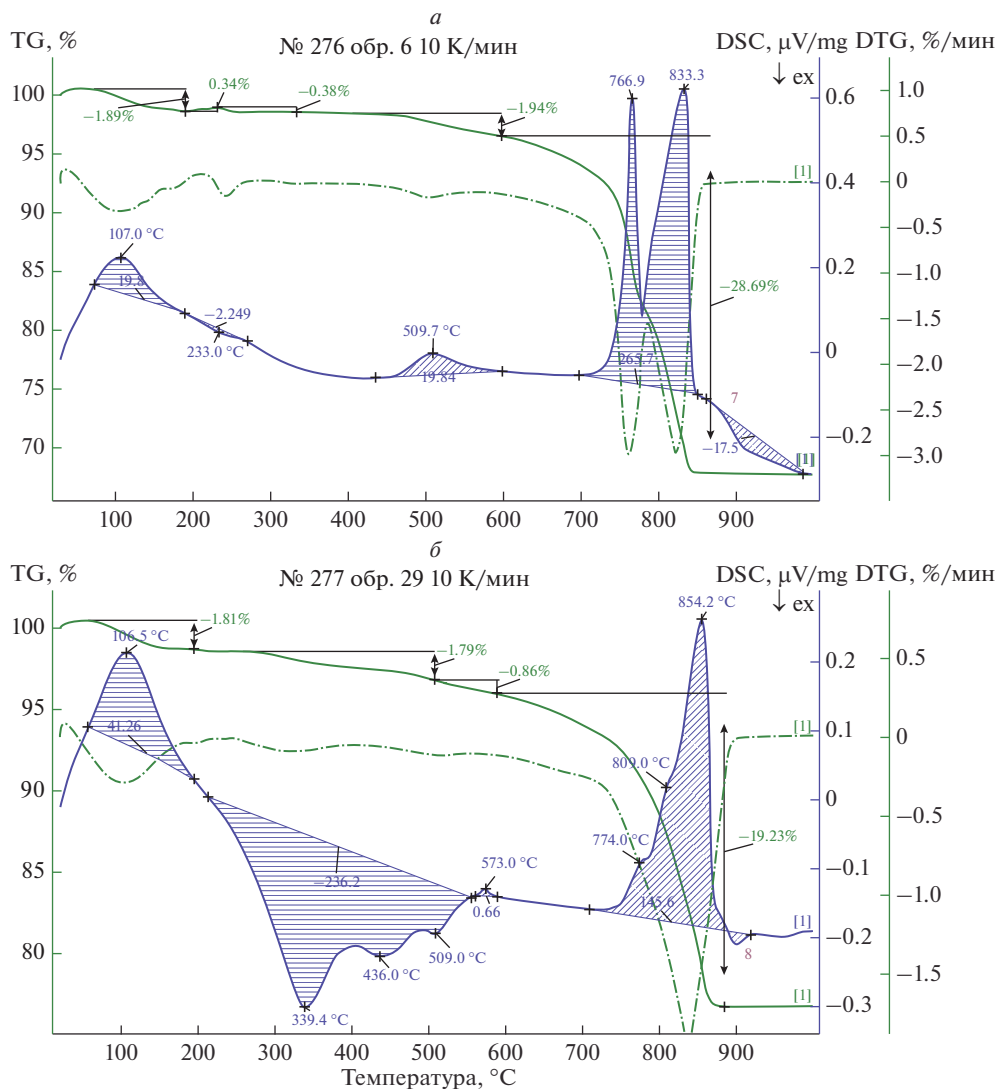 а
TG, %
№ 276 обр. 6 10 К/мин
DSC, μV/mg
DTG, %/мин
↓ ex
100
95
90
85
80
75
70
0.6
0.4
0.2
0
−0.2
1.0
0.5
0
−0.5
−1.0
−1.5
−2.0
−2.5
−3.0
−1.89%
0.34%
−0.38%
−1.94%
766.9
833.3
[1]
107.0 °C
19.8
−2.249
233.0 °C
509.7 °C
19.84
265.7
−28.69%
7
−17.5
[1]
100 200 300 400 500 600 700 800 900
б
TG, %
№ 277 обр. 29 10 К/мин
DSC, μV/mg
DTG, %/мин
↓ ex
100
95
90
85
80
0.2
0.1
0
−0.1
−0.2
−0.3
0.5
0
−0.5
−1.0
−1.5
−1.81%
106.5 °C
−1.79%
−0.86%
854.2 °C
[1]
41.26
809.0 °C
774.0 °C
−19.23%
−236.2
573.0 °C
0.66
145.6
[1]
8
509.0 °C
436.0 °C
339.4 °C
[1]
100 200 300 400 500 600 700 800 900
Температура, °C